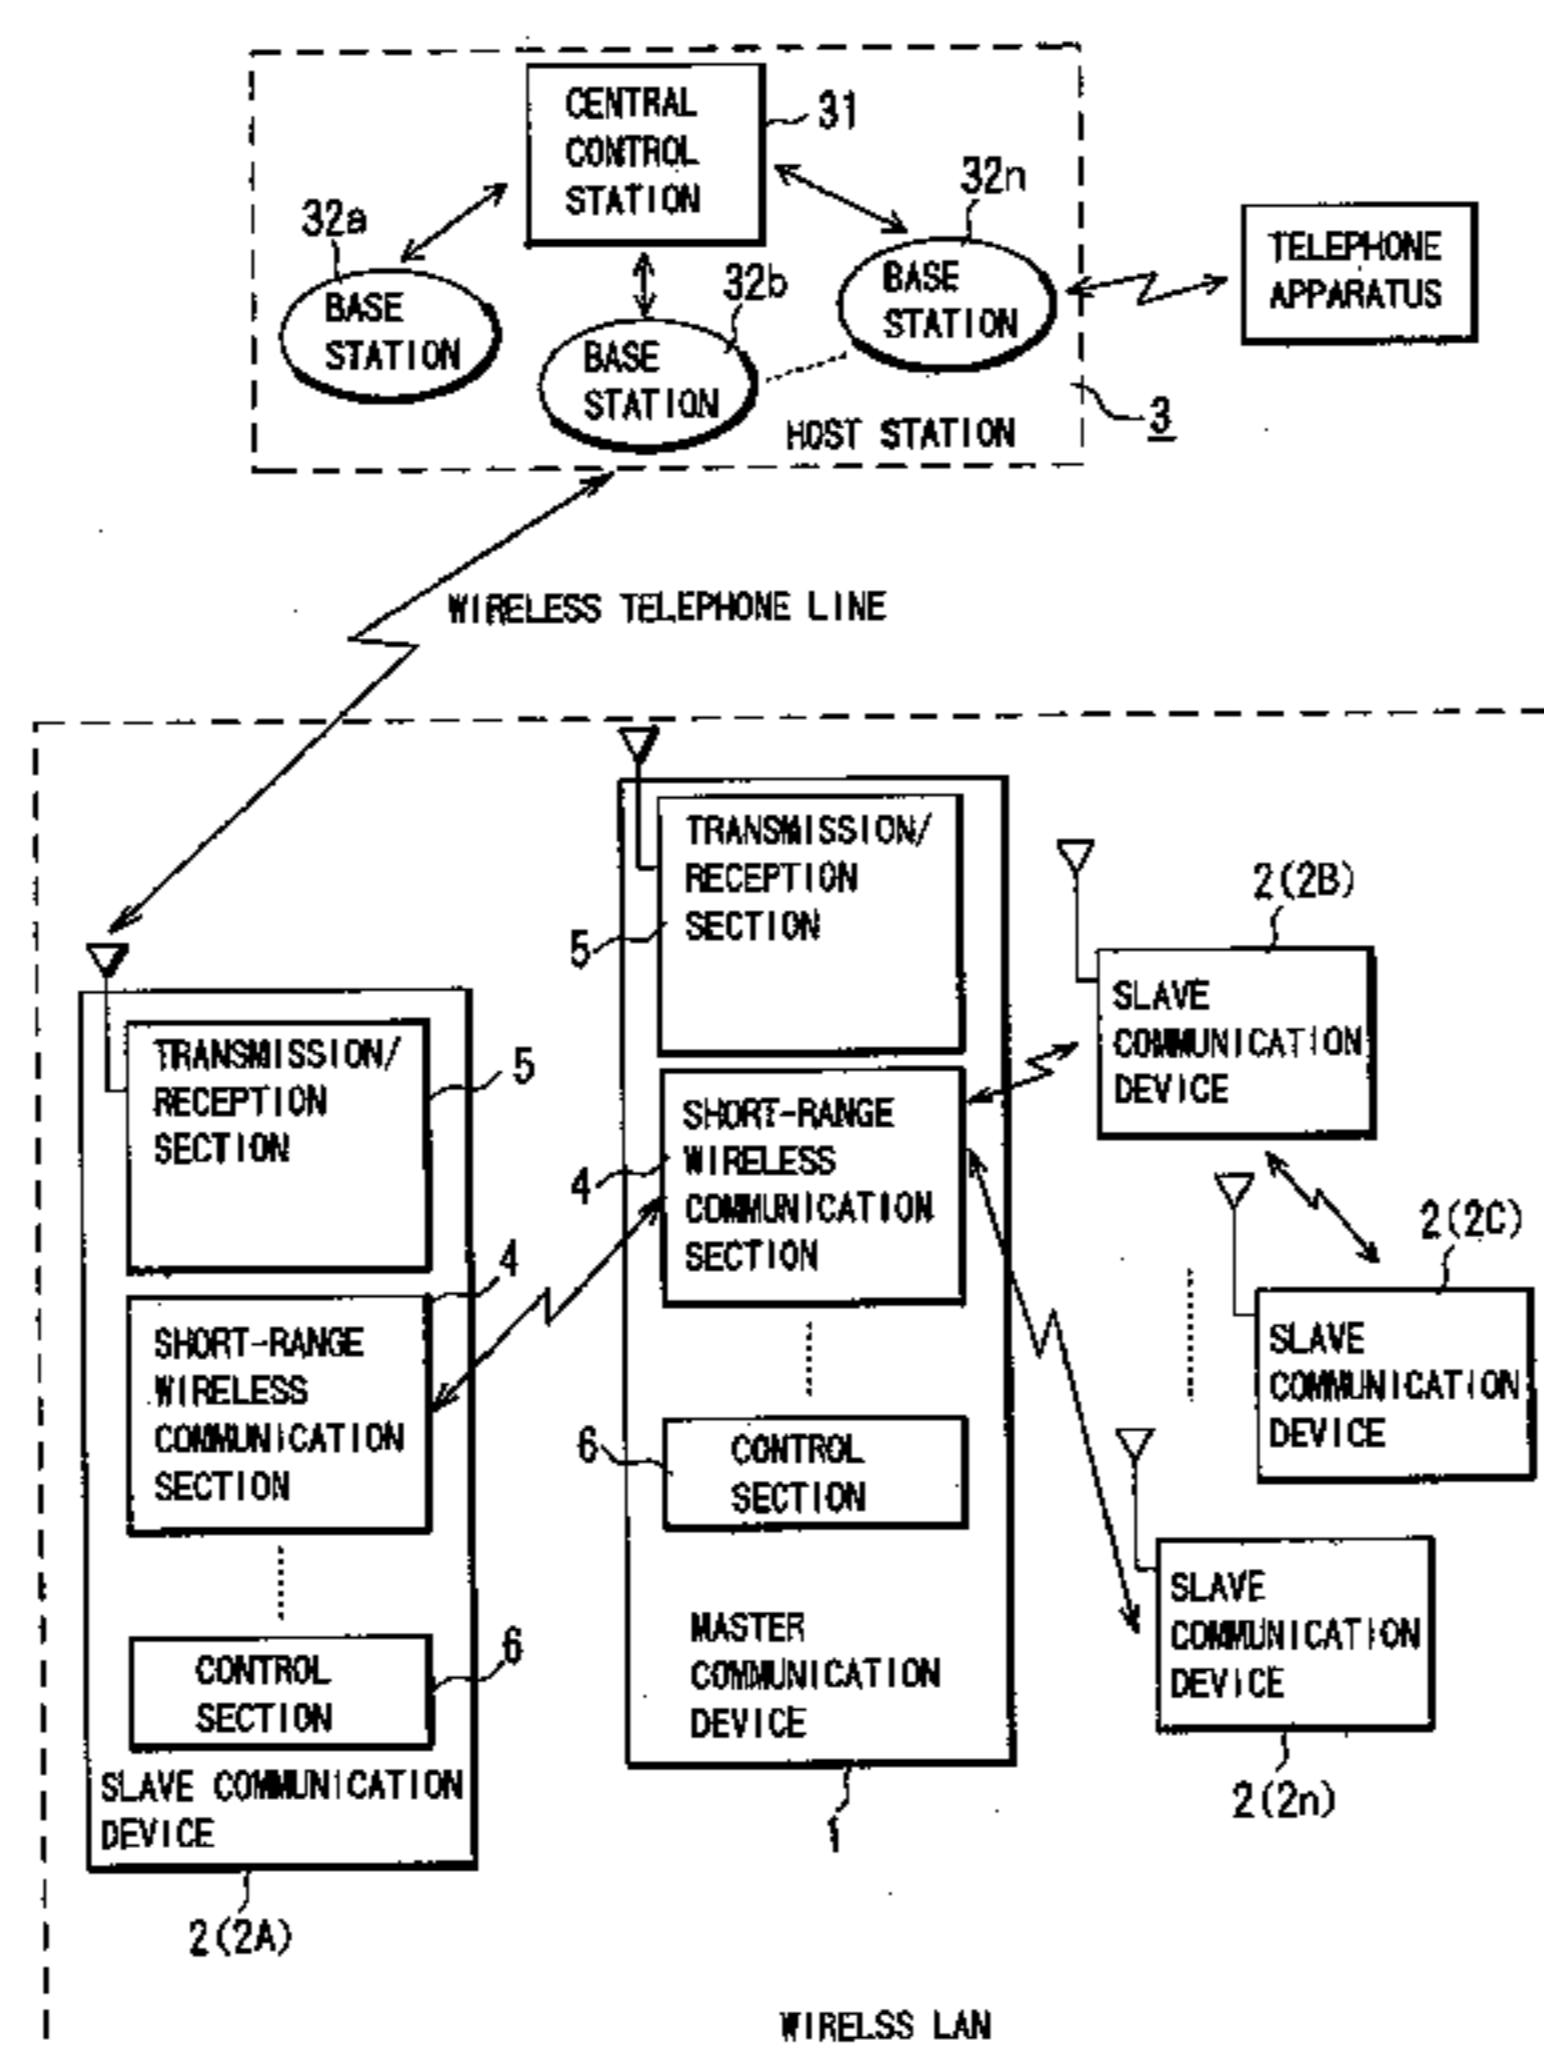 CENTRAL
CONTROL
STATION
31
32a
BASE
STATION
32b
BASE
STATION
32n
BASE
STATION
TELEPHONE
APPARATUS
HOST STATION
3
WIRELESS TELEPHONE LINE
TRANSMISSION/
RECEPTION
SECTION
5
SHORT-RANGE
WIRELESS
COMMUNICATION
SECTION
4
CONTROL
SECTION
6
SLAVE COMMUNICATION
DEVICE
2(2A)
TRANSMISSION/
RECEPTION
SECTION
5
SHORT-RANGE
WIRELESS
COMMUNICATION
SECTION
4
CONTROL
SECTION
6
MASTER
COMMUNICATION
DEVICE
1
2(2B)
SLAVE
COMMUNICATION
DEVICE
2(2C)
SLAVE
COMMUNICATION
DEVICE
SLAVE
COMMUNICATION
DEVICE
2(2n)
WIRELSS LAN